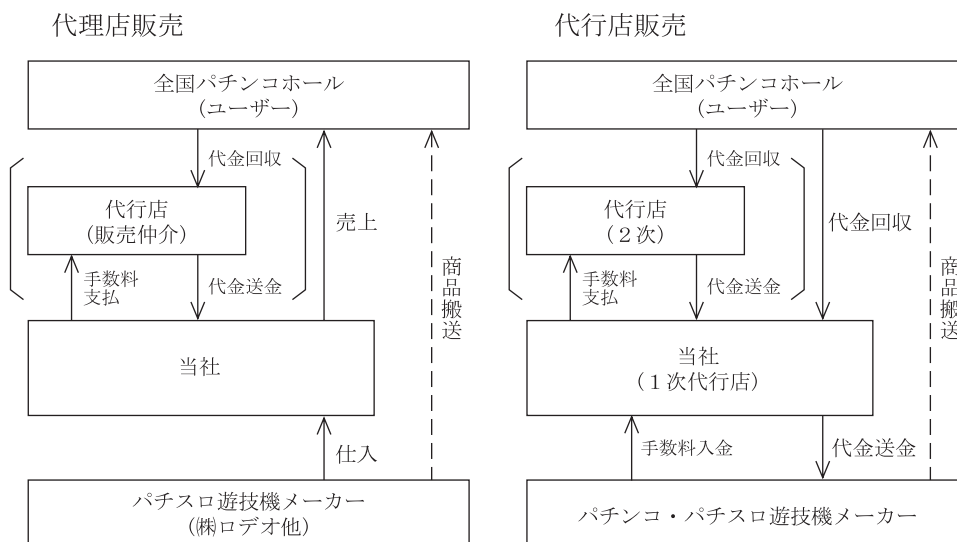 代理店販売
全国パチンコホール
(ユーザー)
代金回収
代行店
(販売仲介)
売上
手数料
支払
代金送金
商品搬送
当社
仕入
パチスロ遊技機メーカー
(㈱ロデオ他)
代行店販売
全国パチンコホール
(ユーザー)
代金回収
代行店
(2次)
代金回収
手数料
支払
代金送金
商品搬送
当社
(1次代行店)
手数料入金
代金送金
パチンコ・パチスロ遊技機メーカー